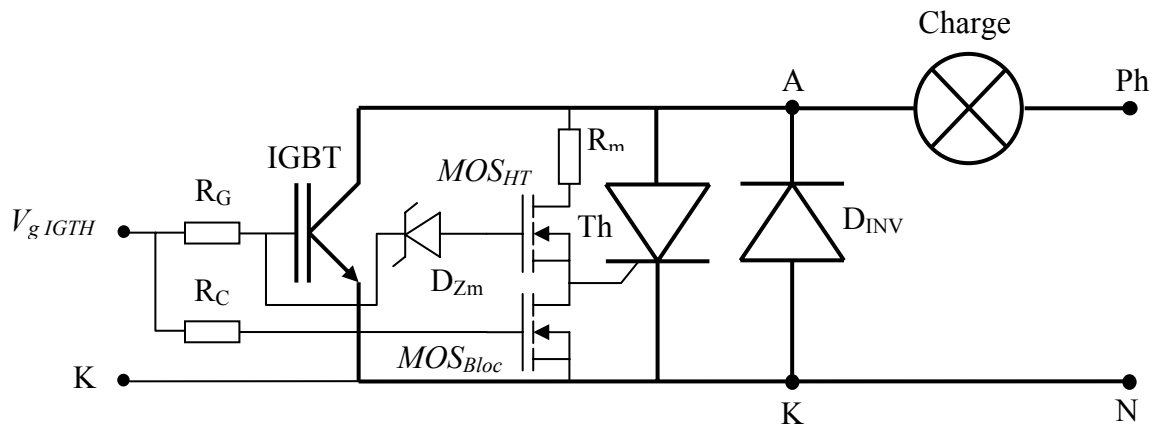 Charge
A
Ph
IGBT
MOS_HT
R_m
R_G
V_g IGTH
Th
D_INV
D_Zm
R_C
MOS_Bloc
K
K
N